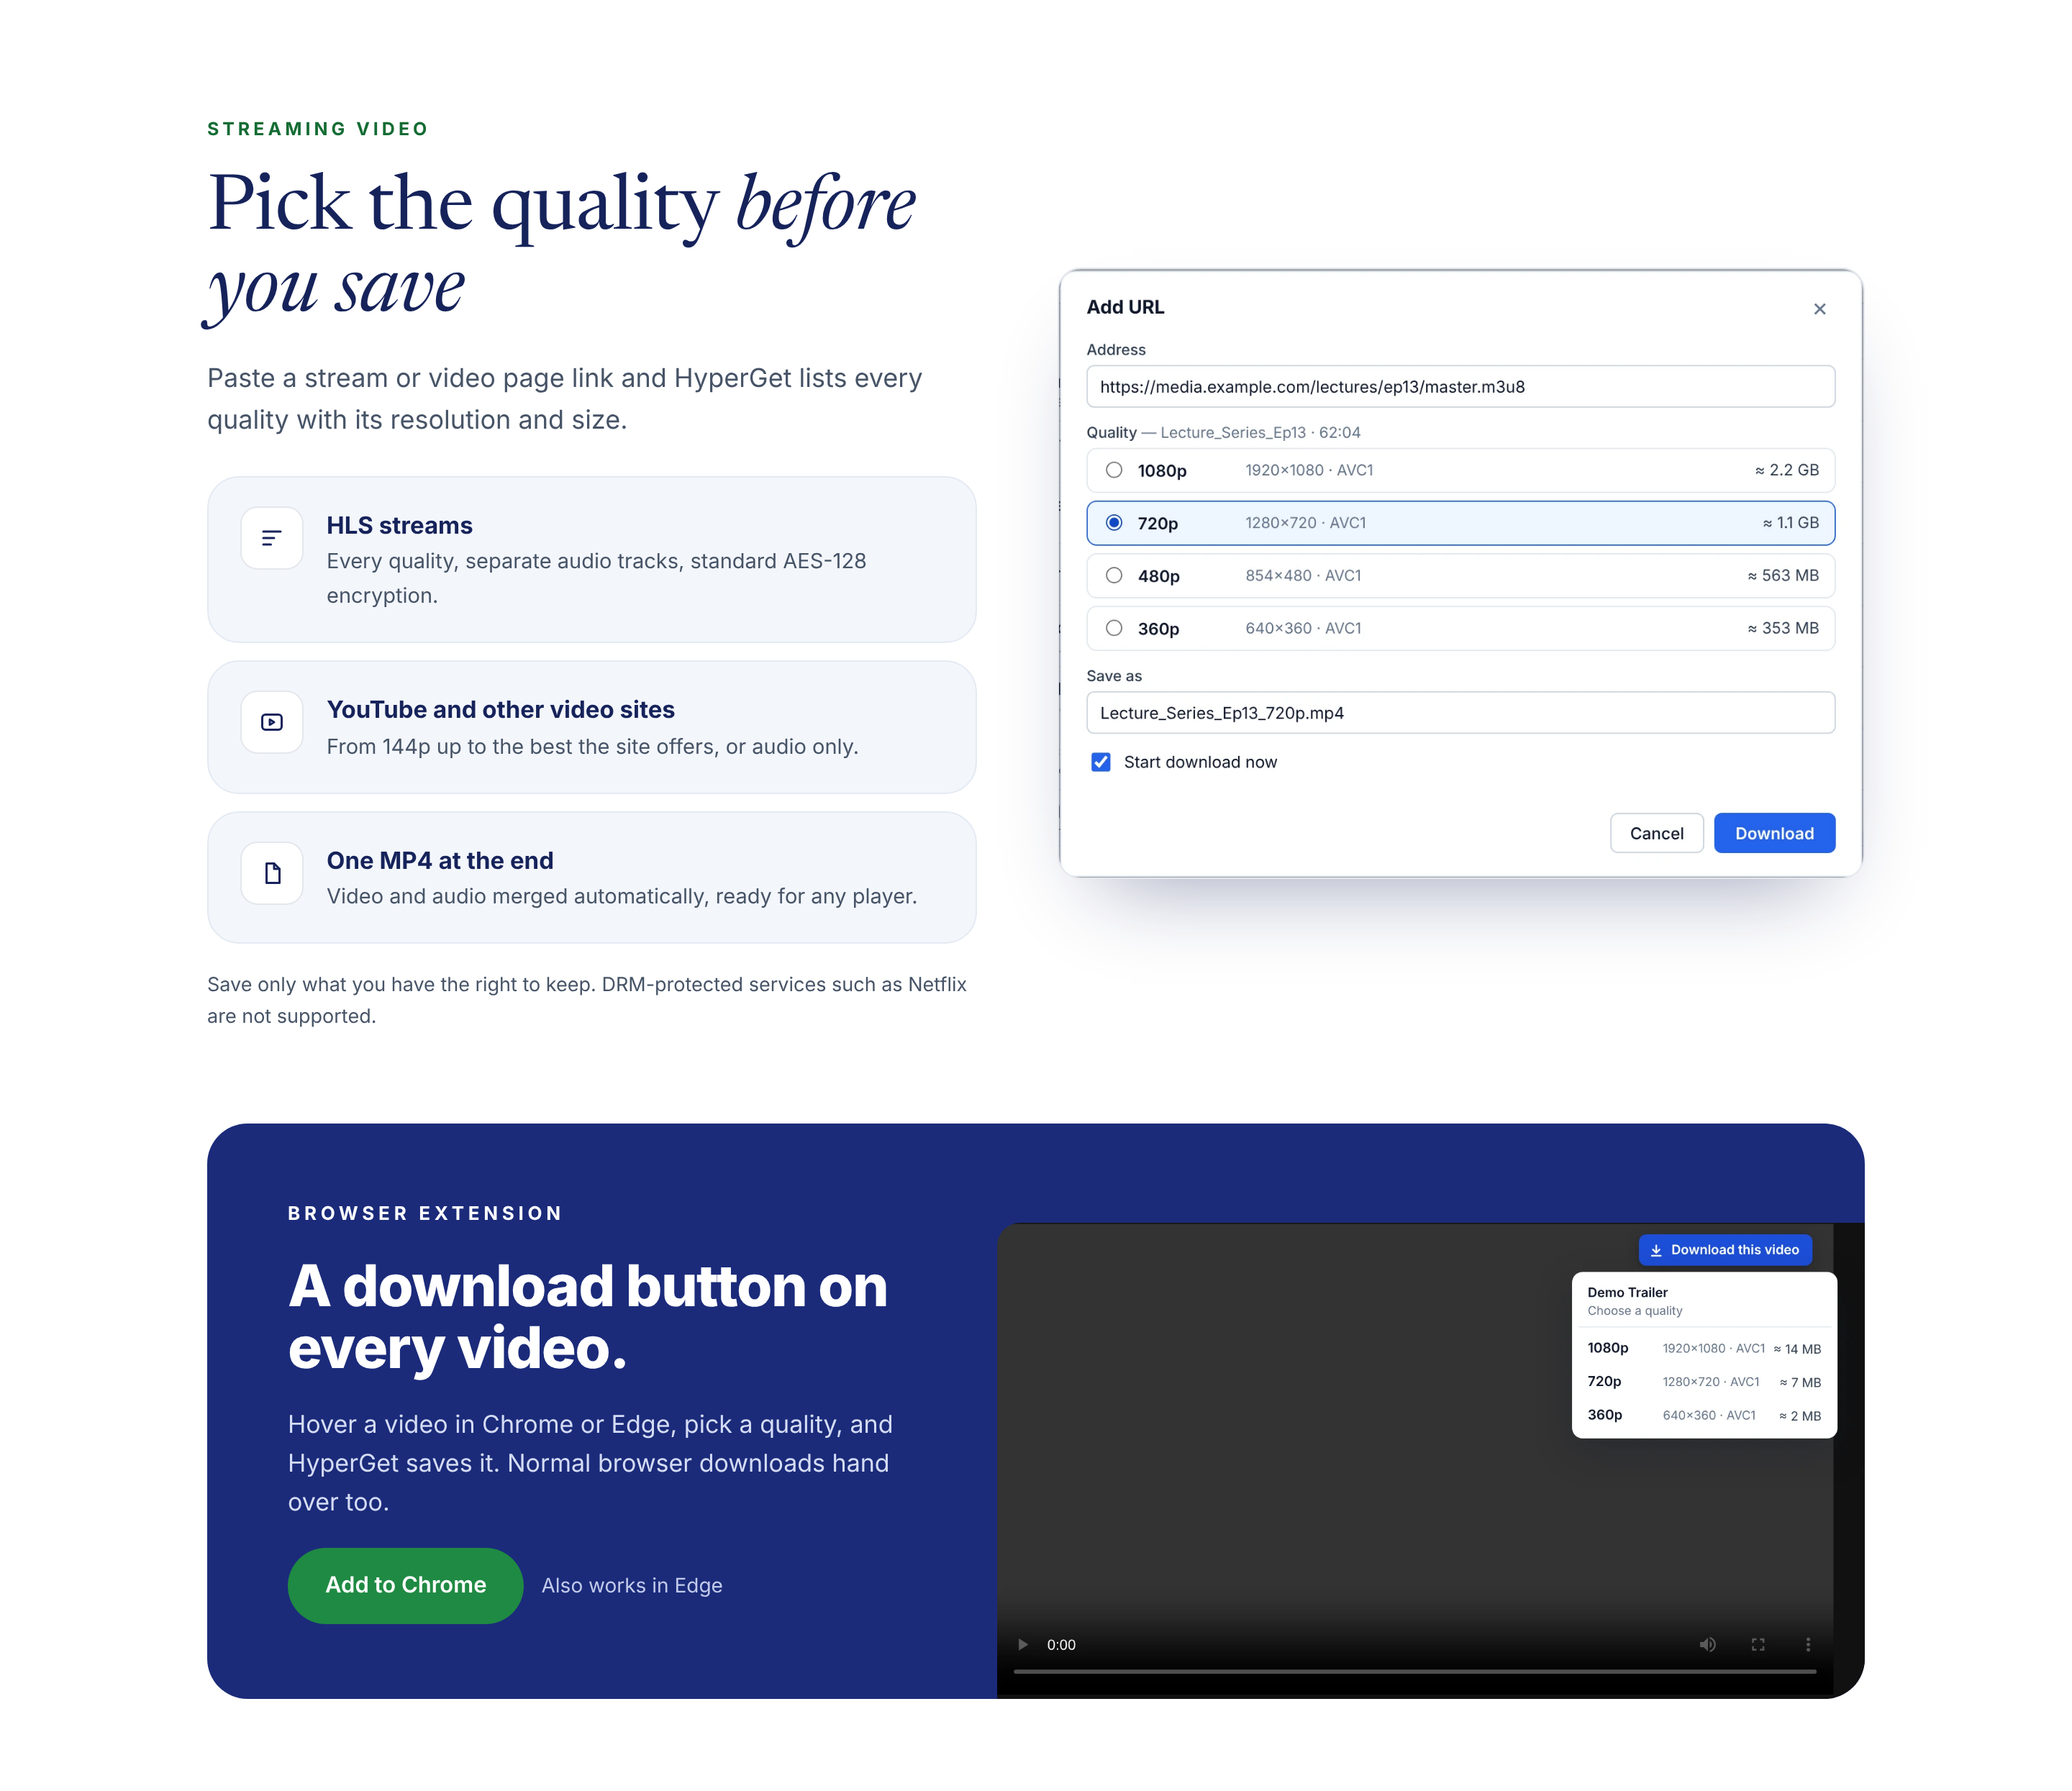 STREAMING VIDEO
Pick the quality before
you save
Paste a stream or video page link and HyperGet lists every
quality with its resolution and size.
HLS streams
Every quality, separate audio tracks, standard AES-128
encryption.
YouTube and other video sites
From 144p up to the best the site offers, or audio only.
One MP4 at the end
Video and audio merged automatically, ready for any player.
Save only what you have the right to keep. DRM-protected services such as Netflix
are not supported.
Add URL
Address
https://media.example.com/lectures/ep13/master.m3u8
Quality — Lecture_Series_Ep13 · 62:04
1080p 1920×1080 · AVC1 ≈ 2.2 GB
720p 1280×720 · AVC1 ≈ 1.1 GB
480p 854×480 · AVC1 ≈ 563 MB
360p 640×360 · AVC1 ≈ 353 MB
Save as
Lecture_Series_Ep13_720p.mp4
Start download now
Cancel Download
BROWSER EXTENSION
A download button on
every video.
Hover a video in Chrome or Edge, pick a quality, and
HyperGet saves it. Normal browser downloads hand
over too.
Add to Chrome Also works in Edge
Download this video
Demo Trailer
Choose a quality
1080p 1920×1080 · AVC1 ≈ 14 MB
720p 1280×720 · AVC1 ≈ 7 MB
360p 640×360 · AVC1 ≈ 2 MB
0:00